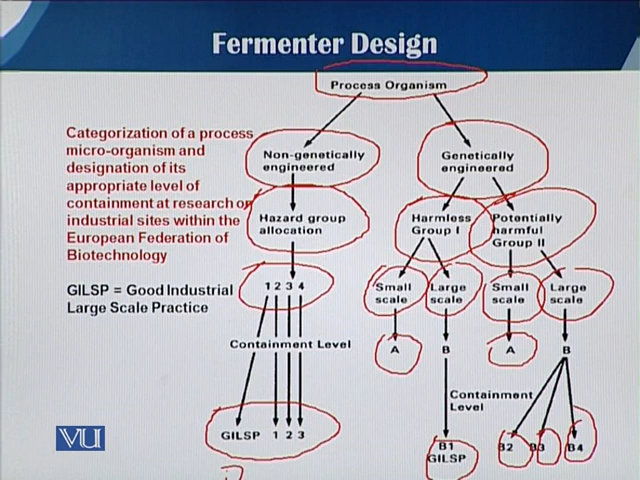 Fermenter Design
Process Organism
Categorization of a process
micro-organism and
designation of its
appropriate level of
containment at research or
industrial sites within the
European Federation of
Biotechnology
GILSP = Good Industrial
Large Scale Practice
Non-genetically
engineered
Genetically
engineered
Hazard group
allocation
Harmless
Group I
Potentially
harmful
Group II
1 2 3 4
Small
scale
Large
scale
Small
scale
Large
scale
Containment Level
A
B
A
B
Containment
Level
GILSP 1 2 3
B1
GILSP
B2
B3
B4
VU